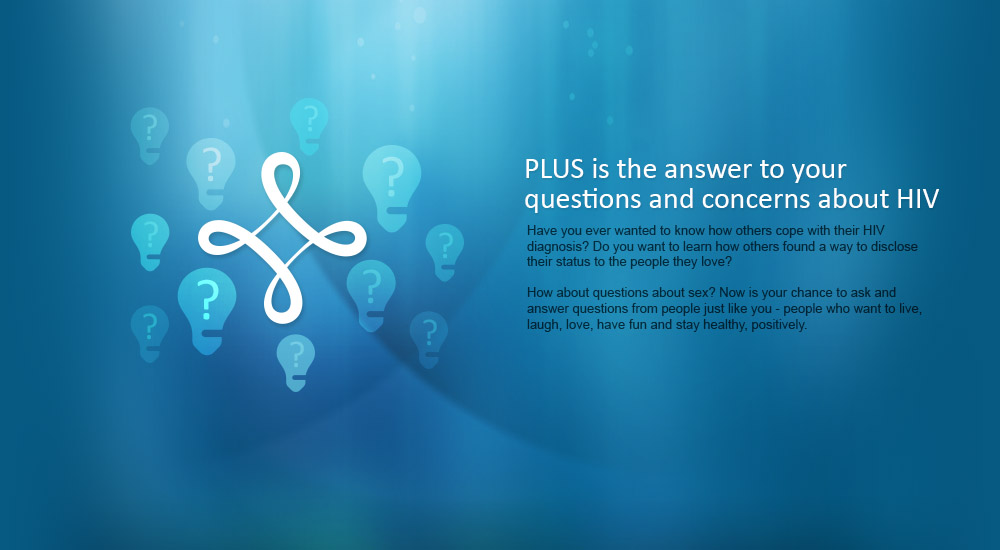 ?
?
?
?
?
?
?
?
?
?
?
PLUS is the answer to your
questions and concerns about HIV
Have you ever wanted to know how others cope with their HIV
diagnosis? Do you want to learn how others found a way to disclose
their status to the people they love?
How about questions about sex? Now is your chance to ask and
answer questions from people just like you - people who want to live,
laugh, love, have fun and stay healthy, positively.